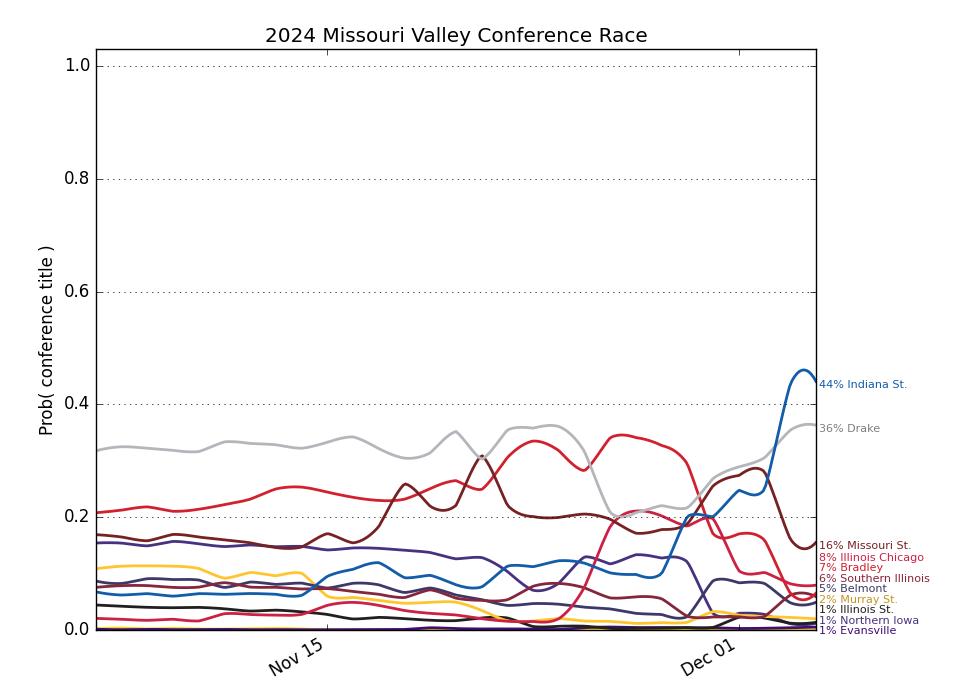 2024 Missouri Valley Conference Race
Prob( conference title )
1.0
0.8
0.6
0.4
0.2
0.0
Nov 15
Dec 01
44% Indiana St.
36% Drake
16% Missouri St.
8% Illinois Chicago
7% Bradley
6% Southern Illinois
5% Belmont
2% Murray St.
1% Illinois St.
1% Northern Iowa
1% Evansville